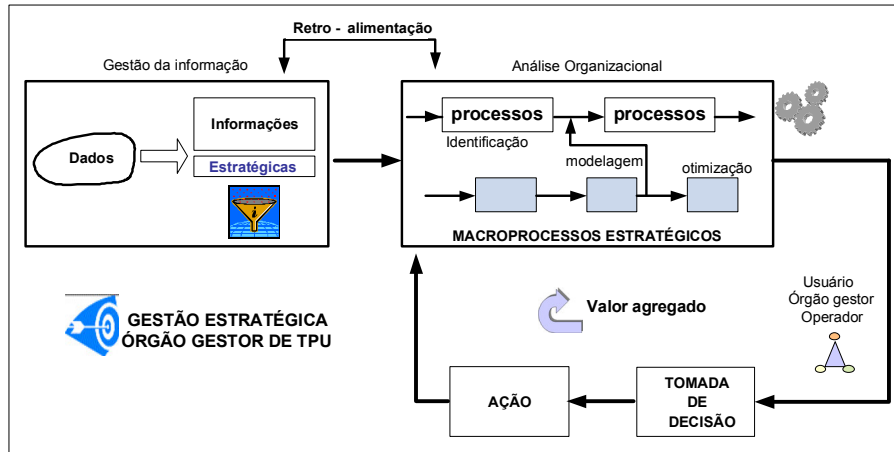 Retro - alimentação
Gestão da informação
Análise Organizacional
Dados
Informações
Estratégicas
i
processos
processos
Identificação
modelagem
otimização
MACROPROCESSOS ESTRATÉGICOS
GESTÃO ESTRATÉGICA
ÓRGÃO GESTOR DE TPU
Valor agregado
Usuário
Órgão gestor
Operador
AÇÃO
TOMADA
DE
DECISÃO